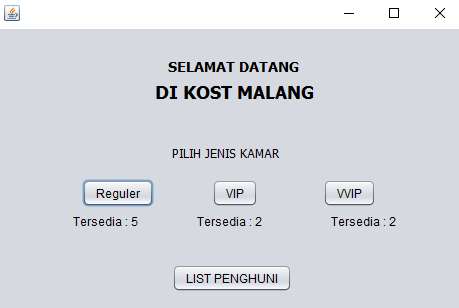 SELAMAT DATANG
DI KOST MALANG
PILIH JENIS KAMAR
Reguler VIP VVIP
Tersedia : 5 Tersedia : 2 Tersedia : 2
LIST PENGHUNI